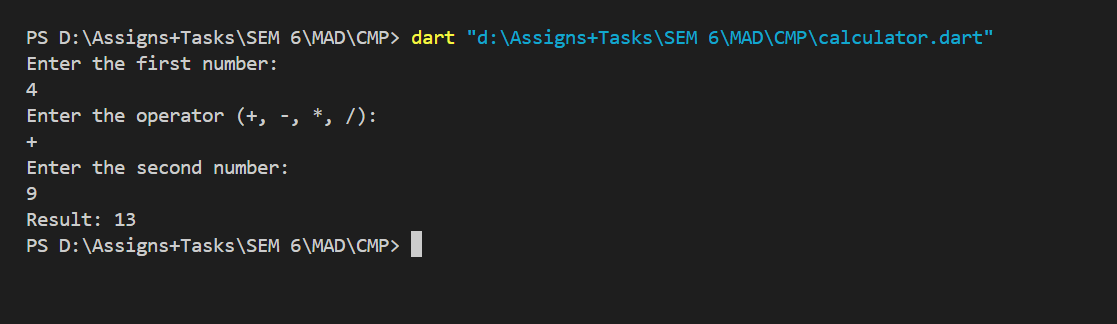 PS D:\Assigns+Tasks\SEM 6\MAD\CMP> dart "d:\Assigns+Tasks\SEM 6\MAD\CMP\calculator.dart"
Enter the first number:
4
Enter the operator (+, -, *, /):
+
Enter the second number:
9
Result: 13
PS D:\Assigns+Tasks\SEM 6\MAD\CMP>